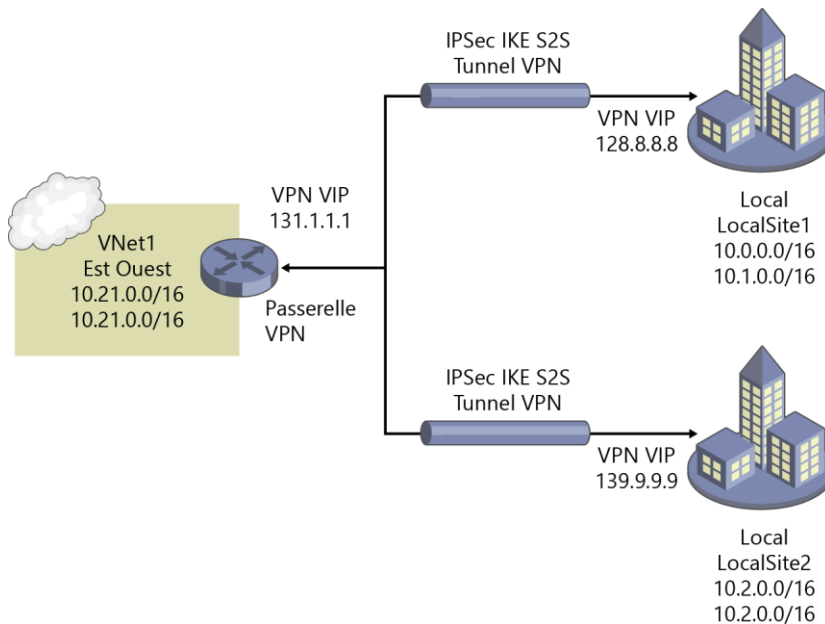 IPSec IKE S2S
Tunnel VPN
VPN VIP
128.8.8.8
Local
LocalSite1
10.0.0.0/16
10.1.0.0/16
VPN VIP
131.1.1.1
VNet1
Est Ouest
10.21.0.0/16
10.21.0.0/16
Passerelle
VPN
IPSec IKE S2S
Tunnel VPN
VPN VIP
139.9.9.9
Local
LocalSite2
10.2.0.0/16
10.2.0.0/16